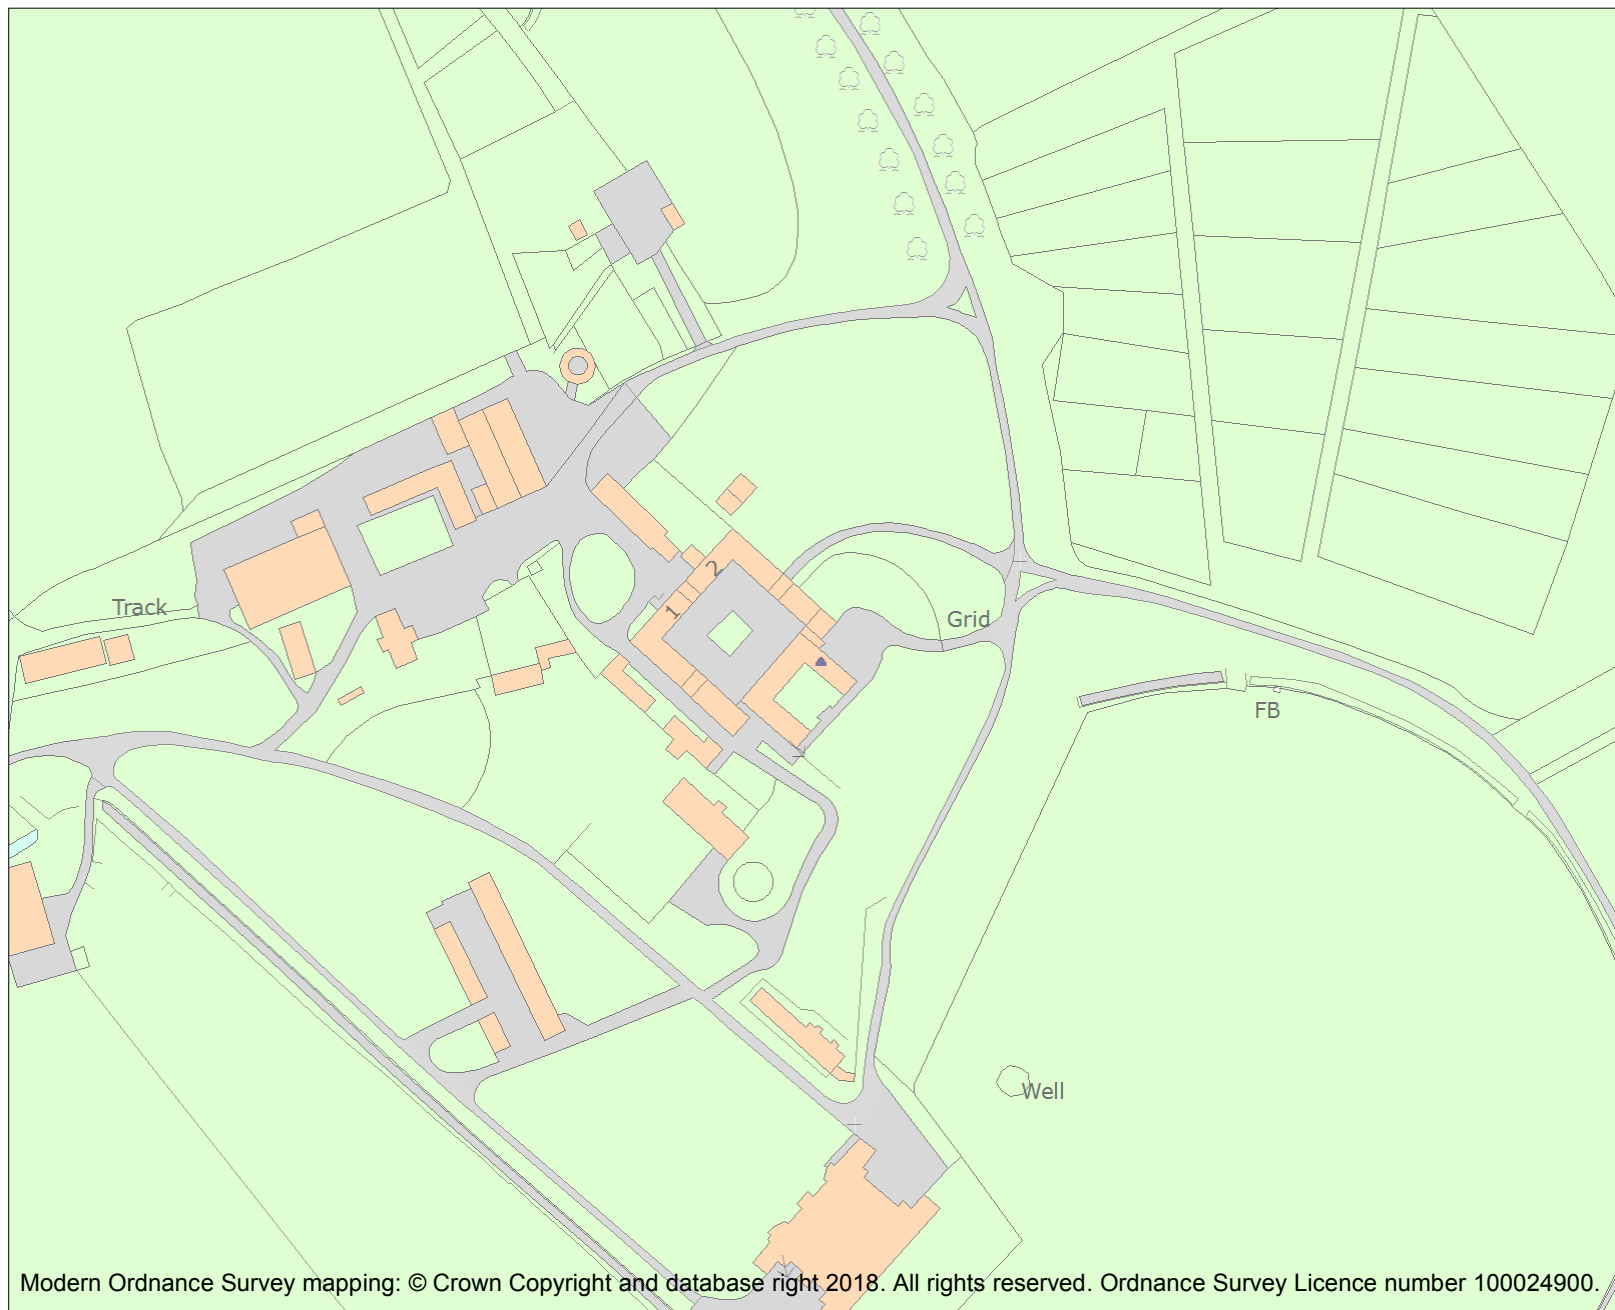 2
Track
1
Grid
FB
Well
Modern Ordnance Survey mapping: © Crown Copyright and database right 2018. All rights reserved. Ordnance Survey Licence number 100024900.